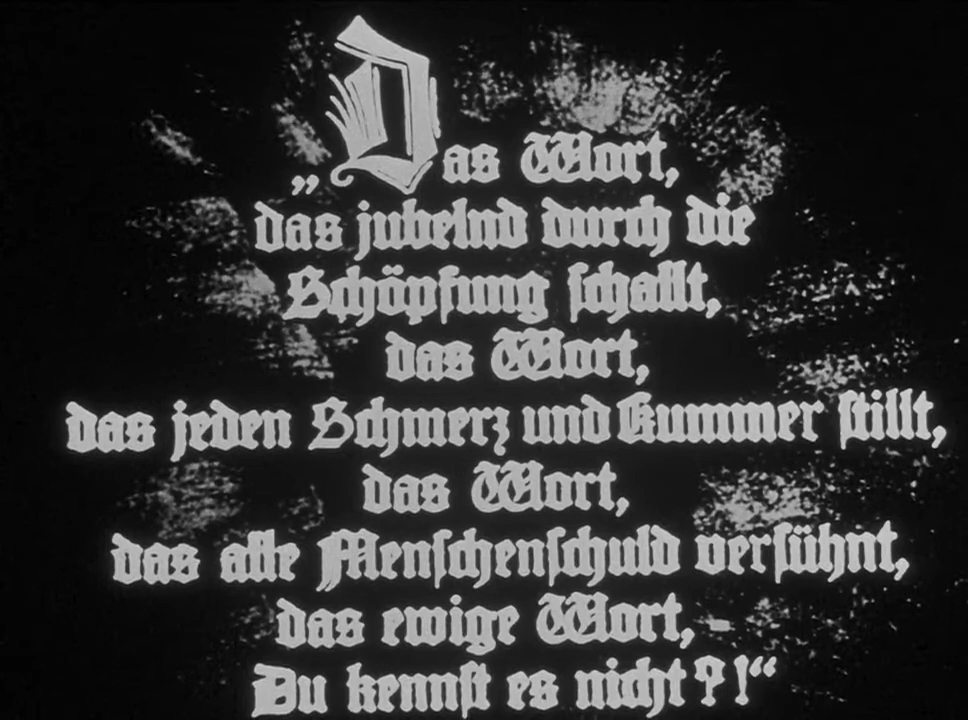 „Das Wort,
das jubelnd durch die
Schöpfung schallt,
das Wort,
das jeden Schmerz und Kummer stillt,
das Wort,
das alle Menschenschuld versühnt,
das ewige Wort, –
Du kennst es nicht?!“